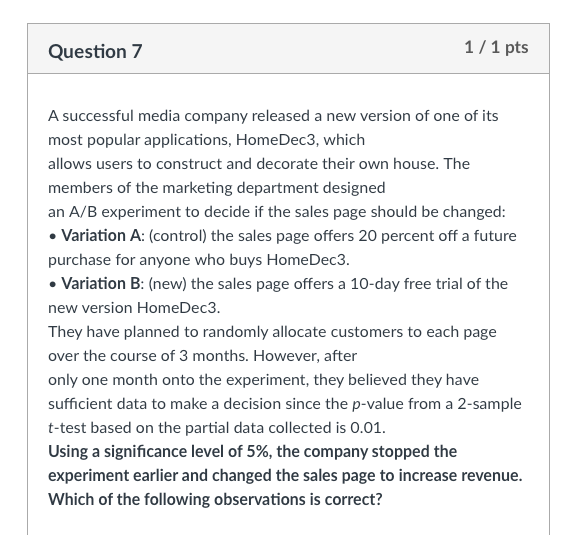 Question 7
1 / 1 pts
A successful media company released a new version of one of its
most popular applications, HomeDec3, which
allows users to construct and decorate their own house. The
members of the marketing department designed
an A/B experiment to decide if the sales page should be changed:
• Variation A: (control) the sales page offers 20 percent off a future
purchase for anyone who buys HomeDec3.
• Variation B: (new) the sales page offers a 10-day free trial of the
new version HomeDec3.
They have planned to randomly allocate customers to each page
over the course of 3 months. However, after
only one month onto the experiment, they believed they have
sufficient data to make a decision since the p-value from a 2-sample
t-test based on the partial data collected is 0.01.
Using a significance level of 5%, the company stopped the
experiment earlier and changed the sales page to increase revenue.
Which of the following observations is correct?